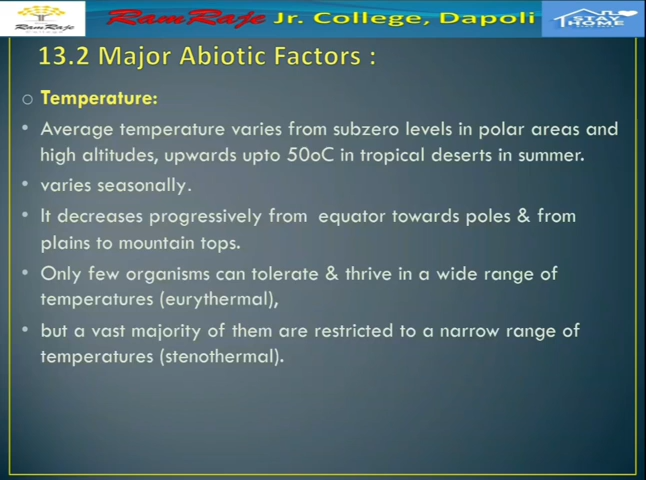 RamRaje
RamRaje Jr. College, Dapoli
STAY
HOME
13.2 Major Abiotic Factors :
Temperature:
• Average temperature varies from subzero levels in polar areas and
high altitudes, upwards upto 50oC in tropical deserts in summer.
• varies seasonally.
• It decreases progressively from equator towards poles & from
plains to mountain tops.
• Only few organisms can tolerate & thrive in a wide range of
temperatures (eurythermal),
• but a vast majority of them are restricted to a narrow range of
temperatures (stenothermal).